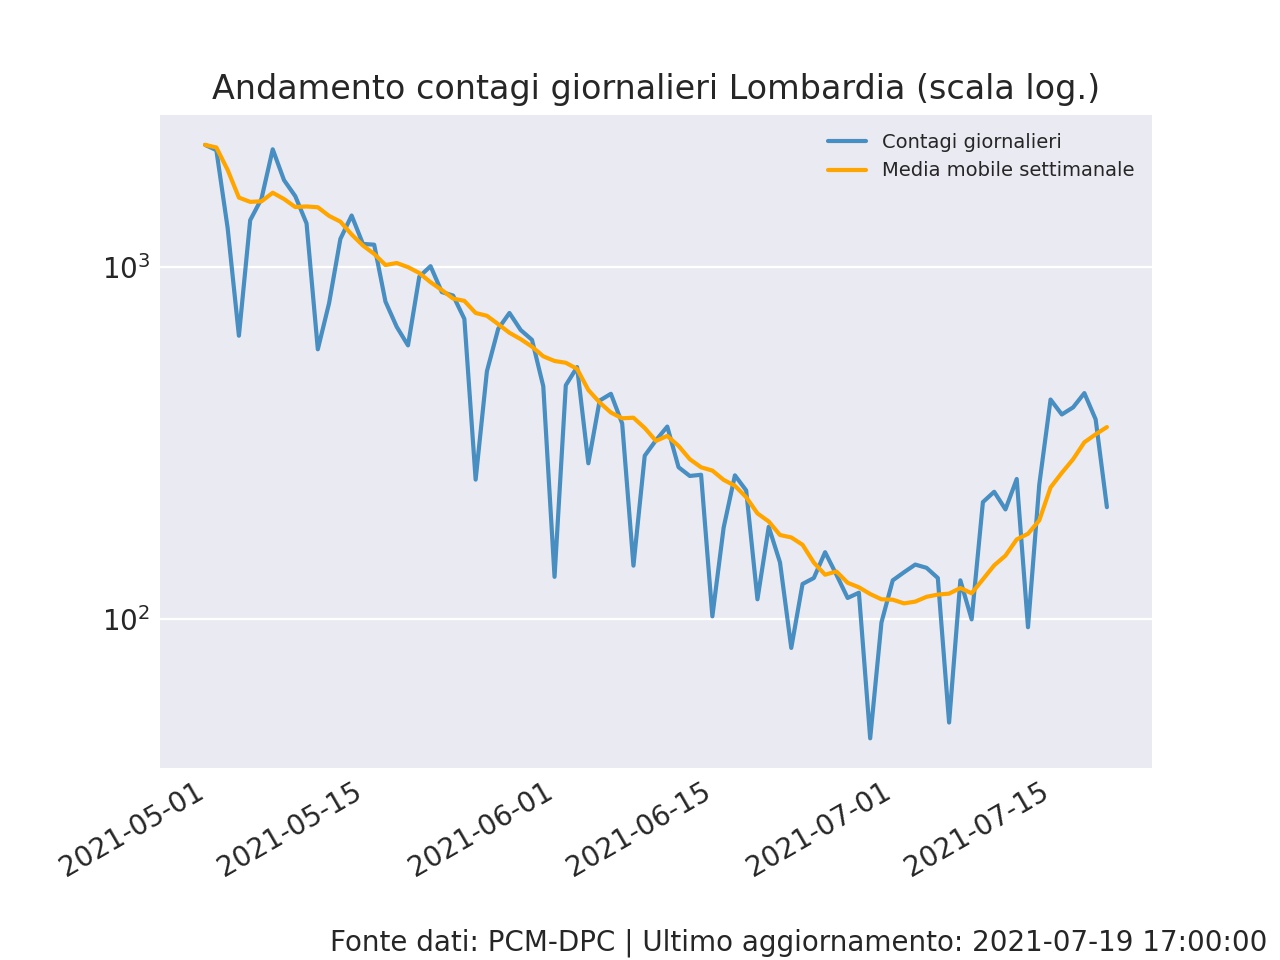 Andamento contagi giornalieri Lombardia (scala log.)
Contagi giornalieri
Media mobile settimanale
10³
10²
2021-05-01
2021-05-15
2021-06-01
2021-06-15
2021-07-01
2021-07-15
Fonte dati: PCM-DPC | Ultimo aggiornamento: 2021-07-19 17:00:00